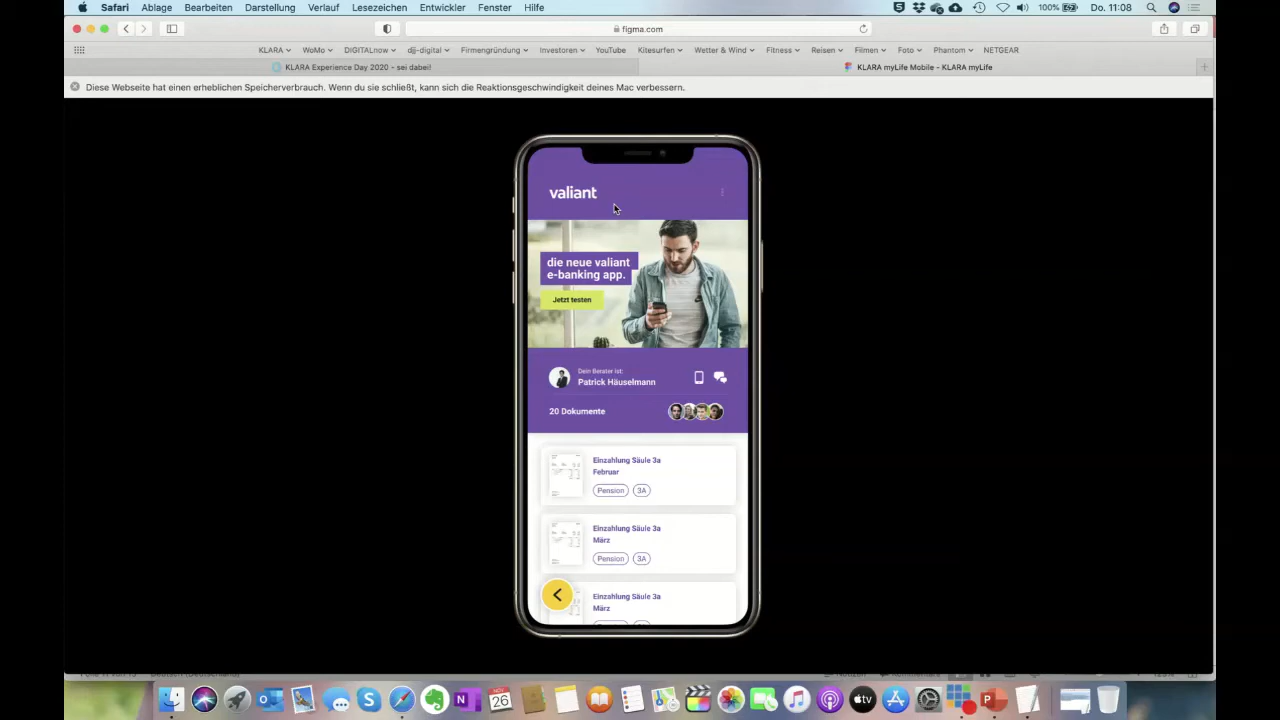 Safari Ablage Bearbeiten Darstellung Verlauf Lesezeichen Entwickler Fenster Hilfe 100% Do. 11:08
figma.com
KLARA WoMo DIGITALnow djj-digital Firmengründung Investoren YouTube Kitesurfen Wetter & Wind Fitness Reisen Filmen Foto Phantom NETGEAR
KLARA Experience Day 2020 - sei dabei! KLARA myLife Mobile - KLARA myLife
Diese Webseite hat einen erheblichen Speicherverbrauch. Wenn du sie schließt, kann sich die Reaktionsgeschwindigkeit deines Mac verbessern.
valiant
die neue valiant
e-banking app.
Jetzt testen
Dein Berater ist:
Patrick Häuselmann
20 Dokumente
Einzahlung Säule 3a
Februar
Pension 3A
Einzahlung Säule 3a
März
Pension 3A
Einzahlung Säule 3a
März
NOV
26
tv